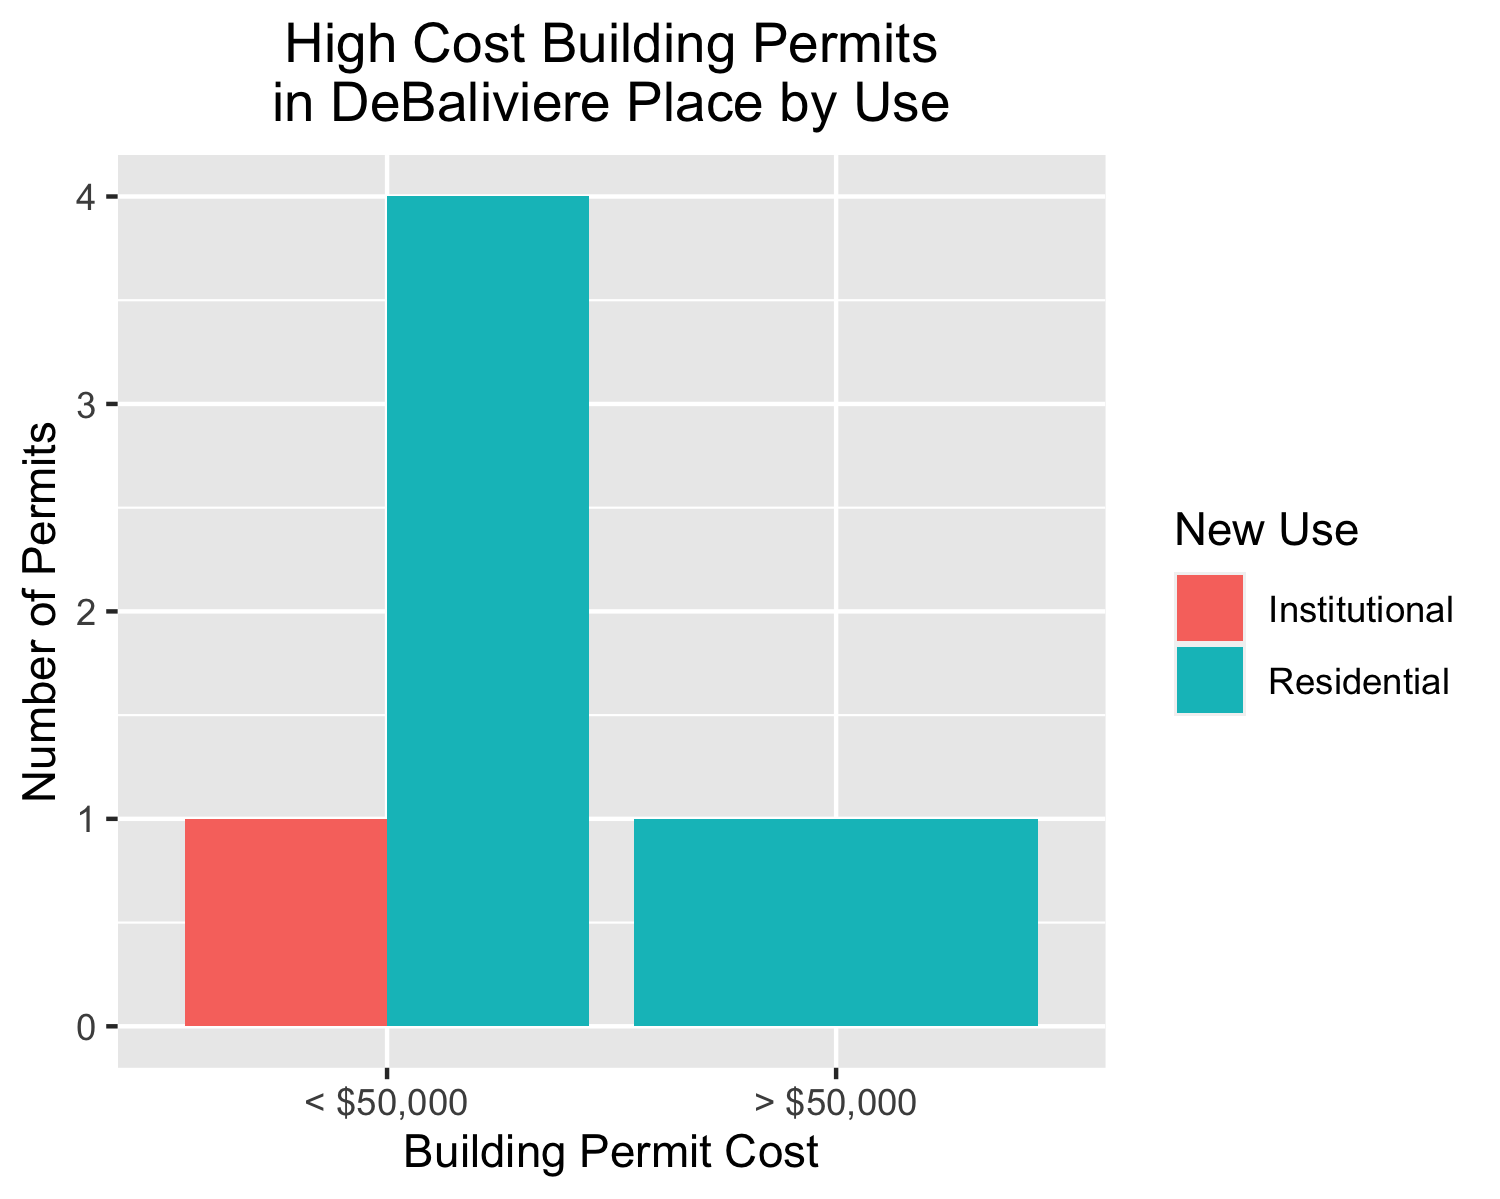 High Cost Building Permits
in DeBaliviere Place by Use
4
3
2
1
0
Number of Permits
< $50,000
> $50,000
Building Permit Cost
New Use
Institutional
Residential